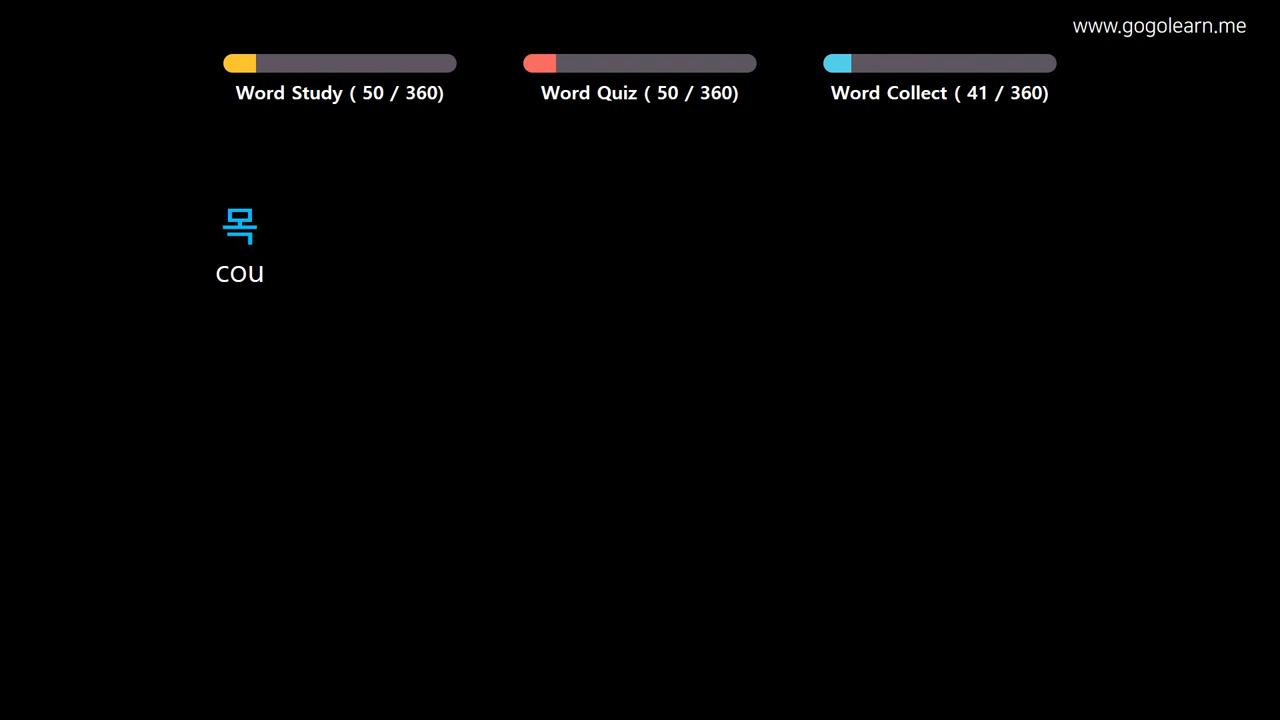 www.gogolearn.me
Word Study ( 50 / 360)
Word Quiz ( 50 / 360)
Word Collect ( 41 / 360)
목
cou